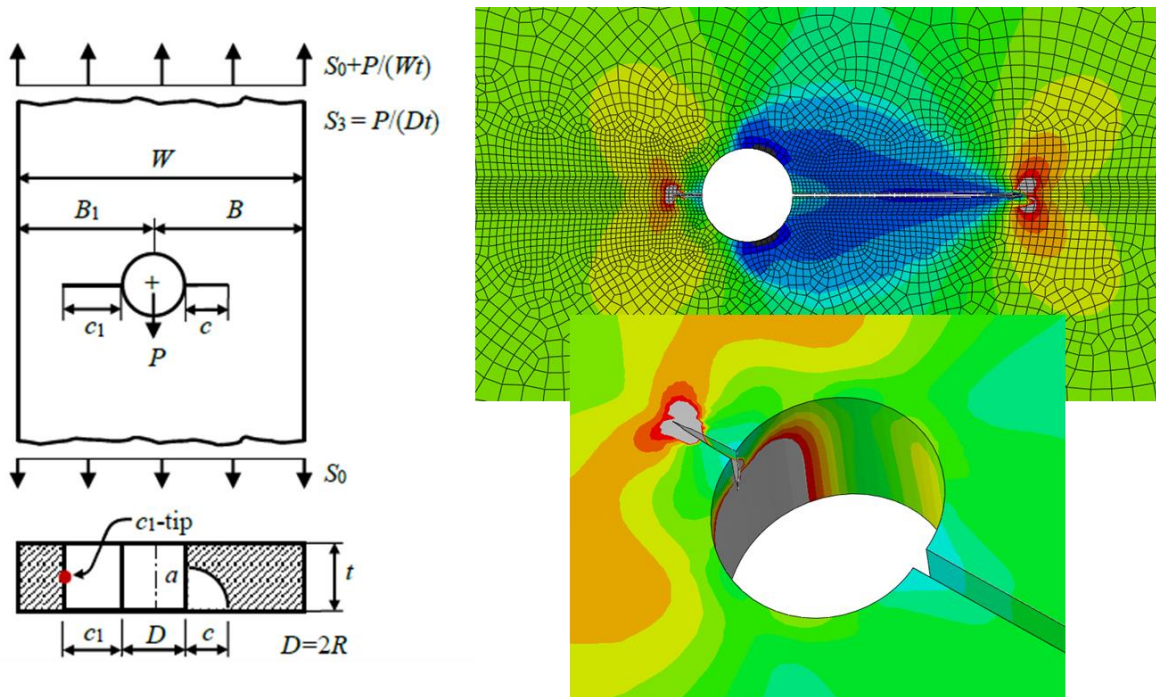 S₀+P/(Wt)
S₃ = P/(Dt)
W
B₁ B
+
c₁ c
P
S₀
c₁-tip
a t
c₁ D c D=2R